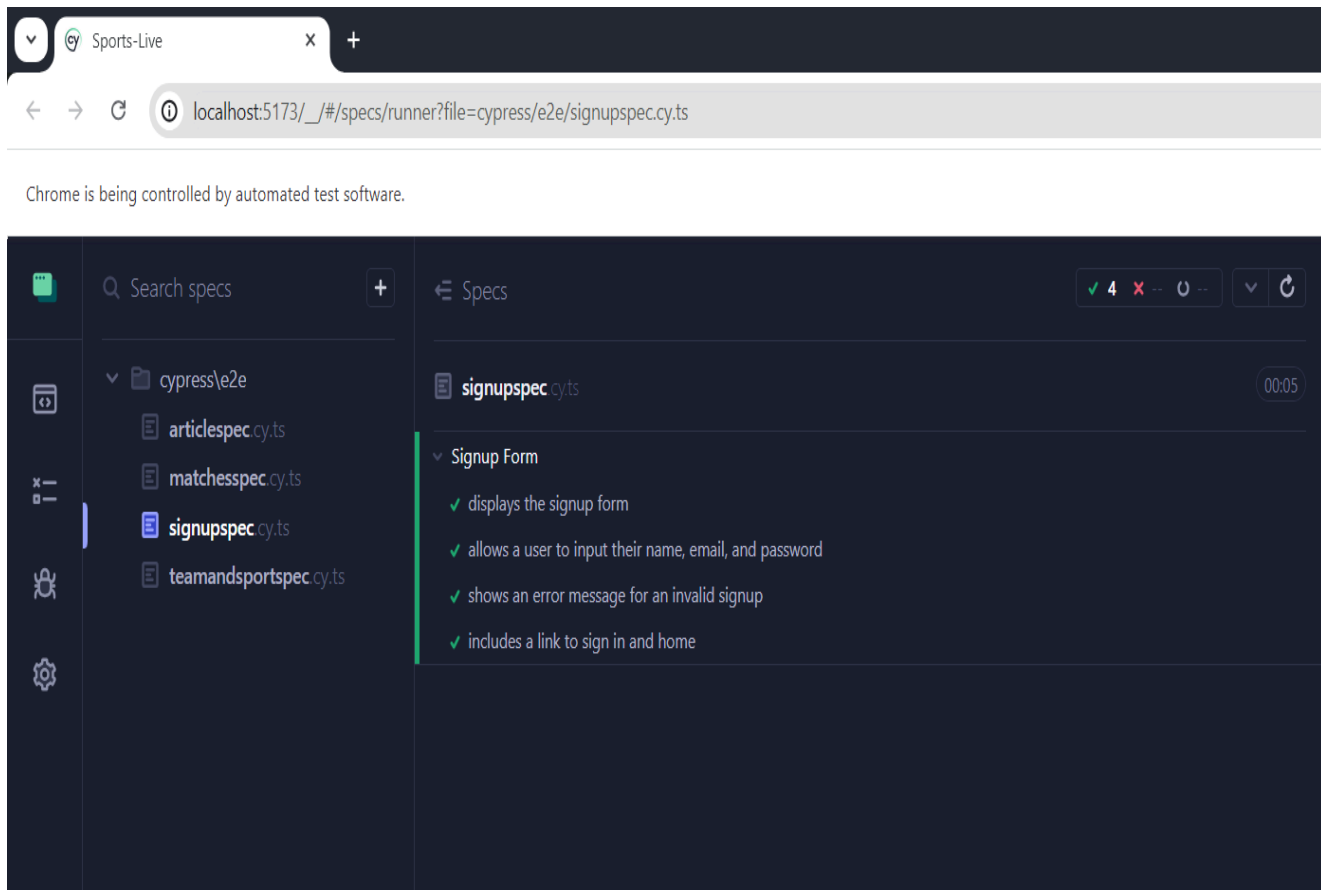 cy Sports-Live
localhost:5173/__/#/specs/runner?file=cypress/e2e/signupspec.cy.ts
Chrome is being controlled by automated test software.
Search specs +
Specs
4 -- --
cypress\e2e
articlespec.cy.ts
matchesspec.cy.ts
signupspec.cy.ts
teamandsportspec.cy.ts
signupspec.cy.ts 00:05
Signup Form
displays the signup form
allows a user to input their name, email, and password
shows an error message for an invalid signup
includes a link to sign in and home